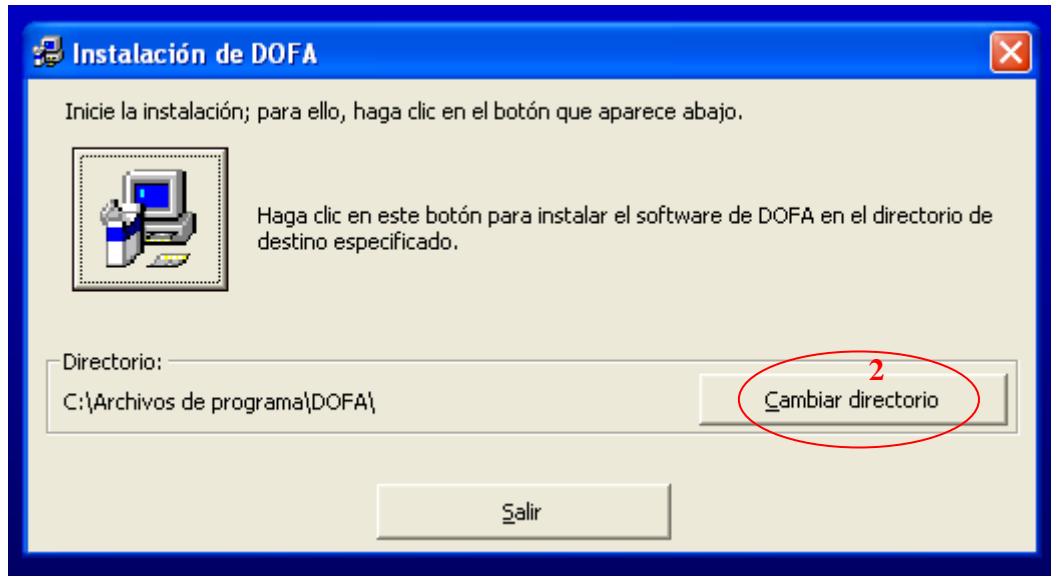 Instalación de DOFA
Inicie la instalación; para ello, haga clic en el botón que aparece abajo.
Haga clic en este botón para instalar el software de DOFA en el directorio de
destino especificado.
Directorio:
2
C:\Archivos de programa\DOFA\
Cambiar directorio
Salir